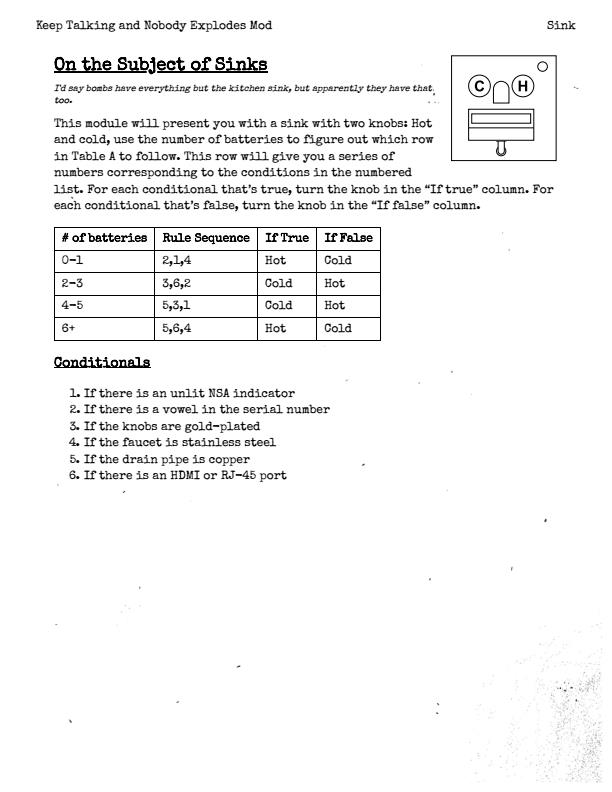 Keep Talking and Nobody Explodes Mod Sink
On the Subject of Sinks
I'd say bombs have everything but the kitchen sink, but apparently they have that,
too.
C H
This module will present you with a sink with two knobs: Hot
and cold, use the number of batteries to figure out which row
in Table A to follow. This row will give you a series of
numbers corresponding to the conditions in the numbered
list. For each conditional that's true, turn the knob in the “If true” column. For
each conditional that's false, turn the knob in the “If false” column.
# of batteries Rule Sequence If True If False
0-1 2,1,4 Hot Cold
2-3 3,6,2 Cold Hot
4-5 5,3,1 Cold Hot
6+ 5,6,4 Hot Cold
Conditionals
1. If there is an unlit NSA indicator
2. If there is a vowel in the serial number
3. If the knobs are gold-plated
4. If the faucet is stainless steel
5. If the drain pipe is copper
6. If there is an HDMI or RJ-45 port